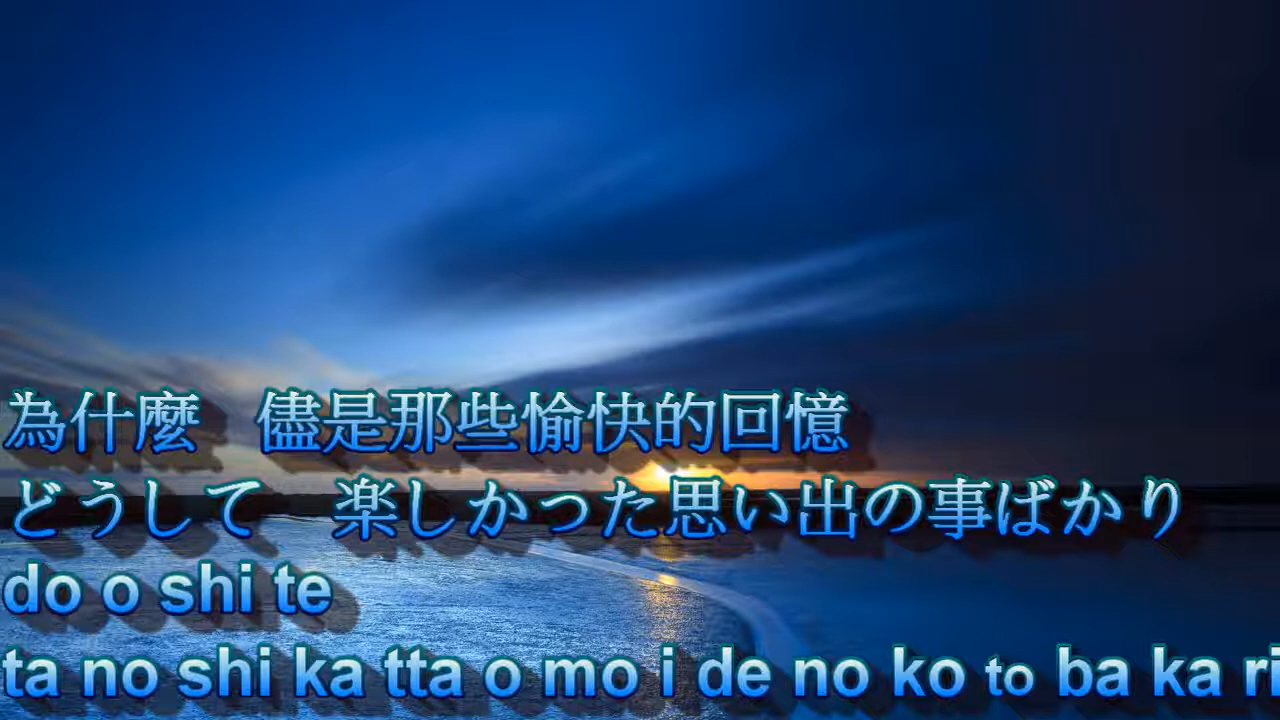 為什麼　儘是那些愉快的回憶
どうして　楽しかった思い出の事ばかり
do o shi te
ta no shi ka tta o mo i de no ko to ba ka ri